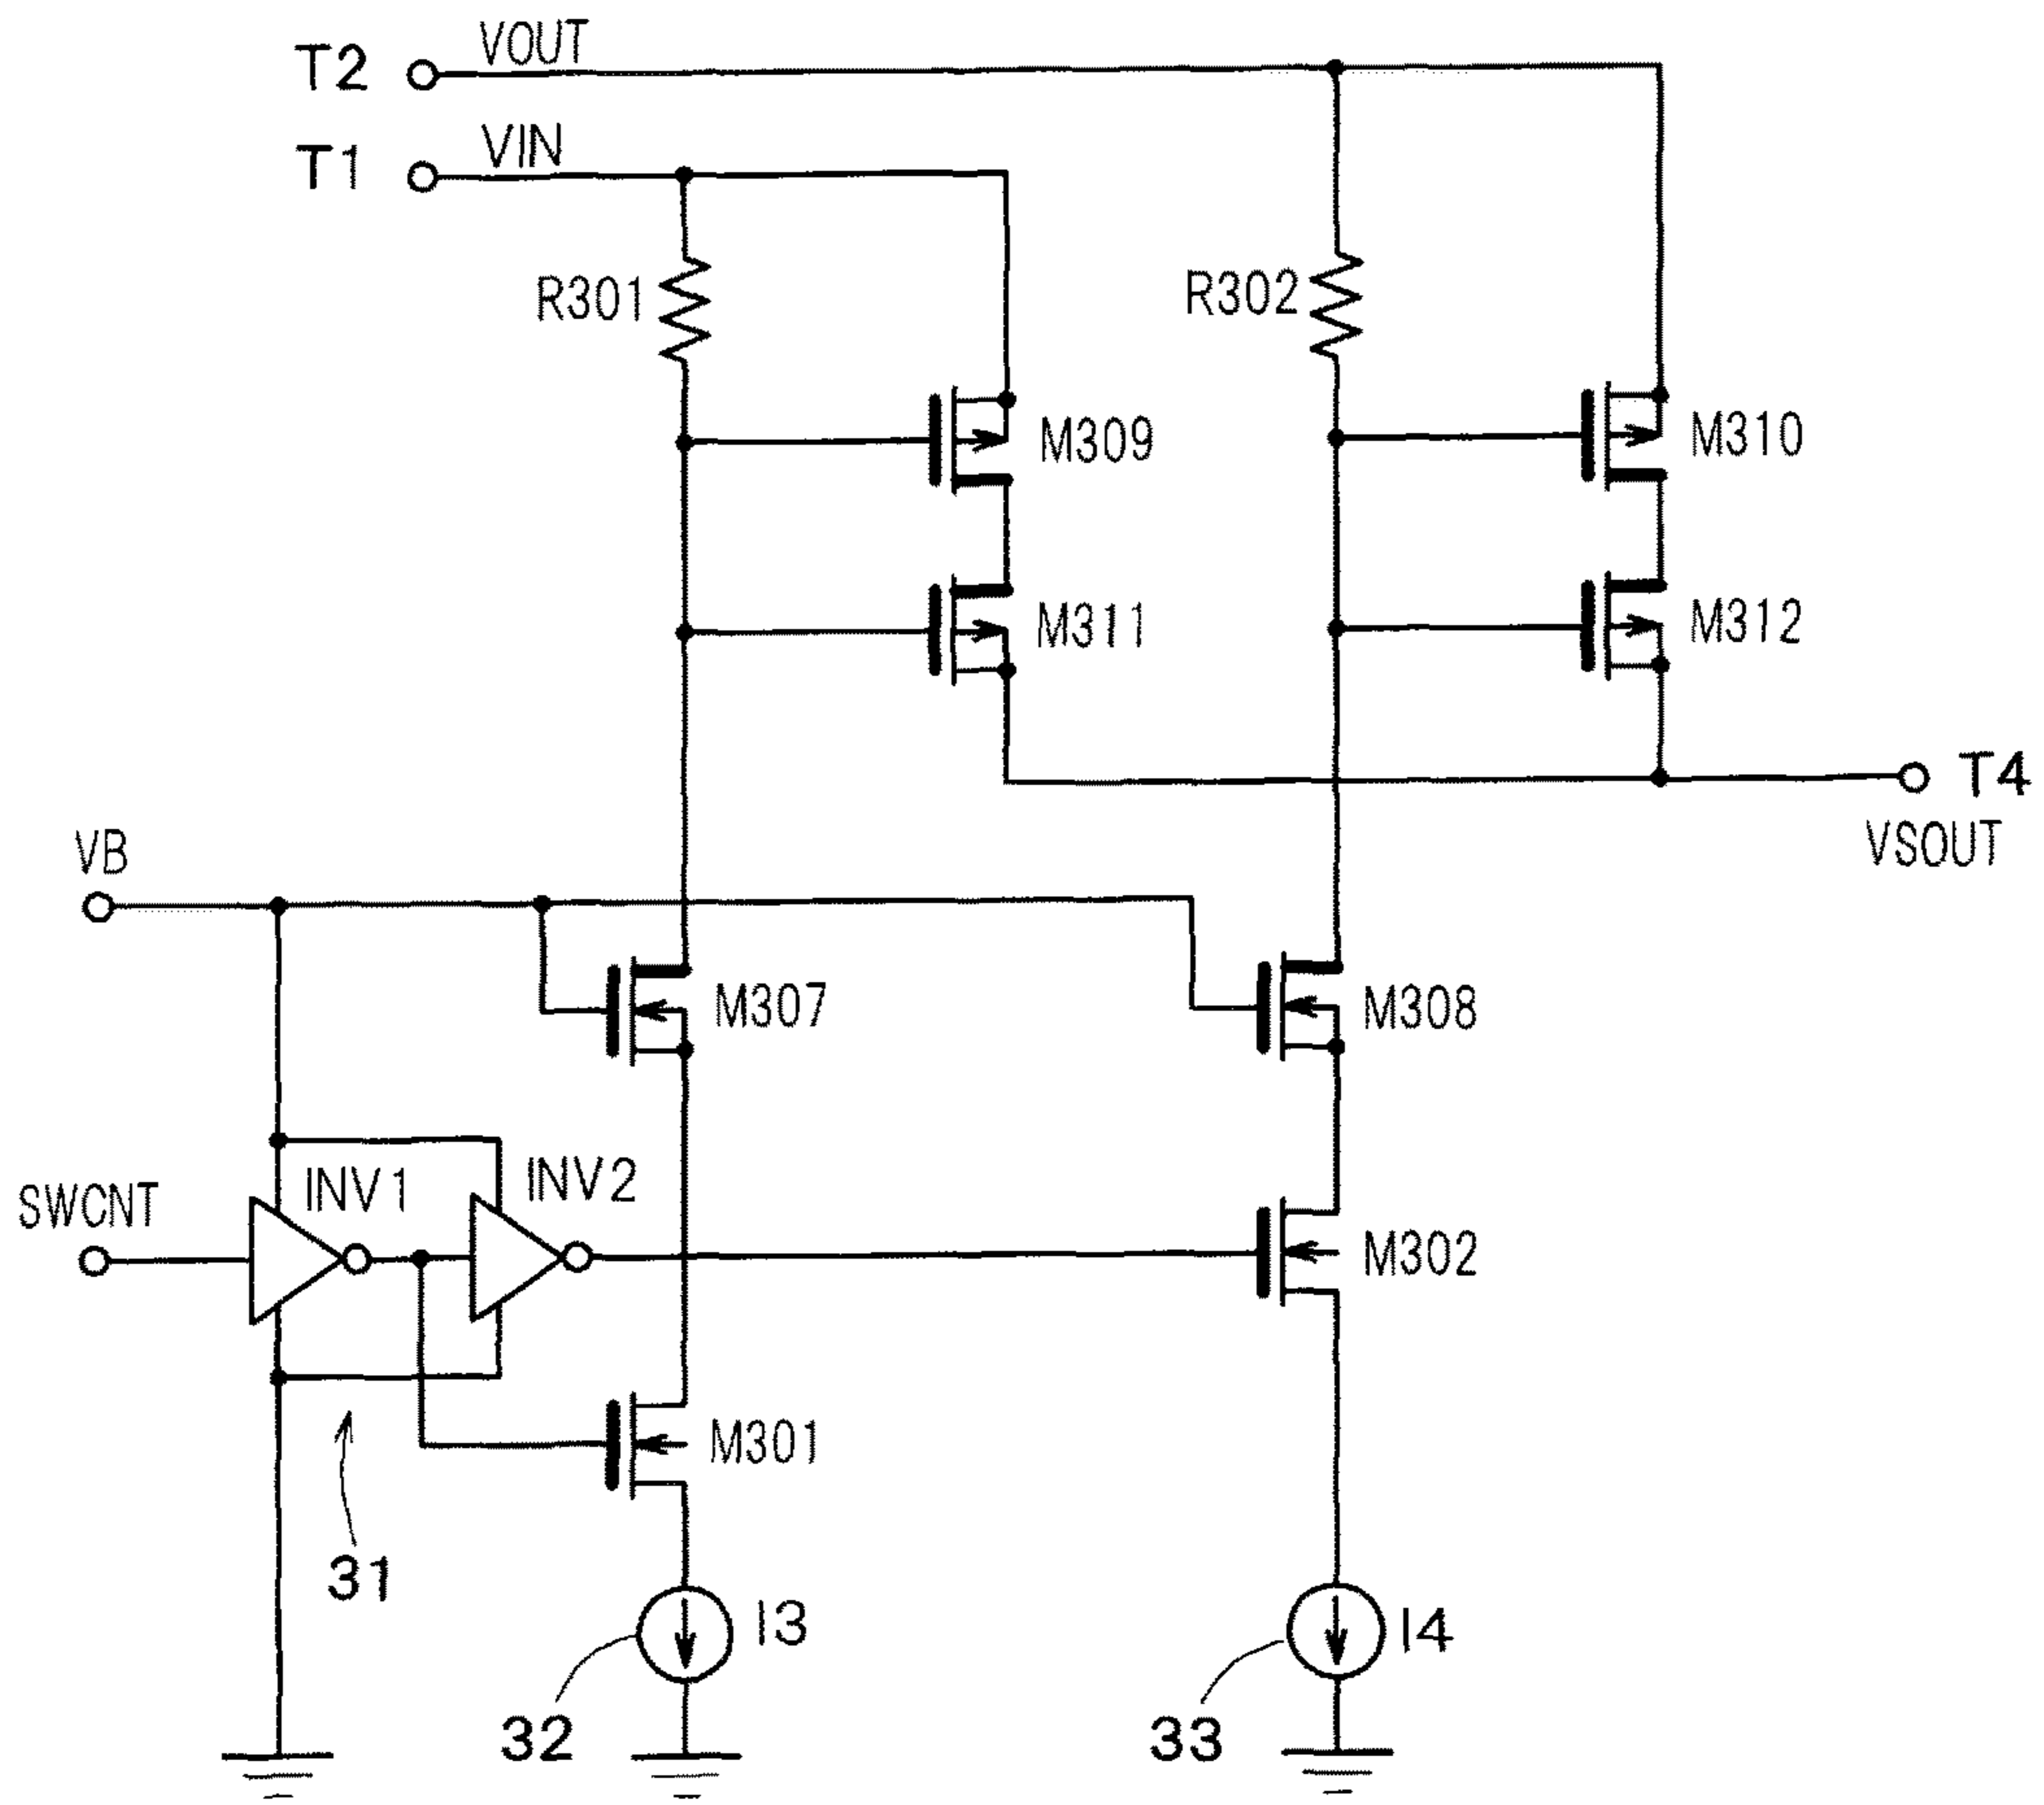 T2 VOUT
T1 VIN
R301
R302
M309
M310
M311
M312
T4
VSOUT
VB
M307
M308
SWCNT
INV1
INV2
M302
M301
31
I3
I4
32
33